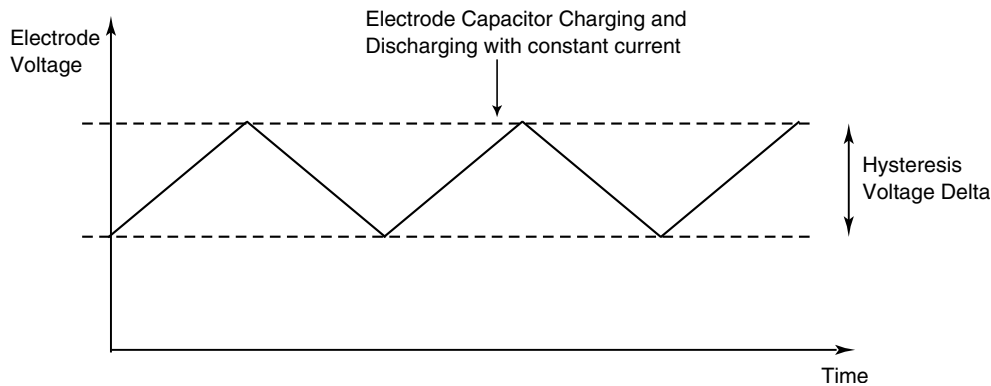 Electrode Capacitor Charging and
Discharging with constant current
Electrode
Voltage
Hysteresis
Voltage Delta
Time